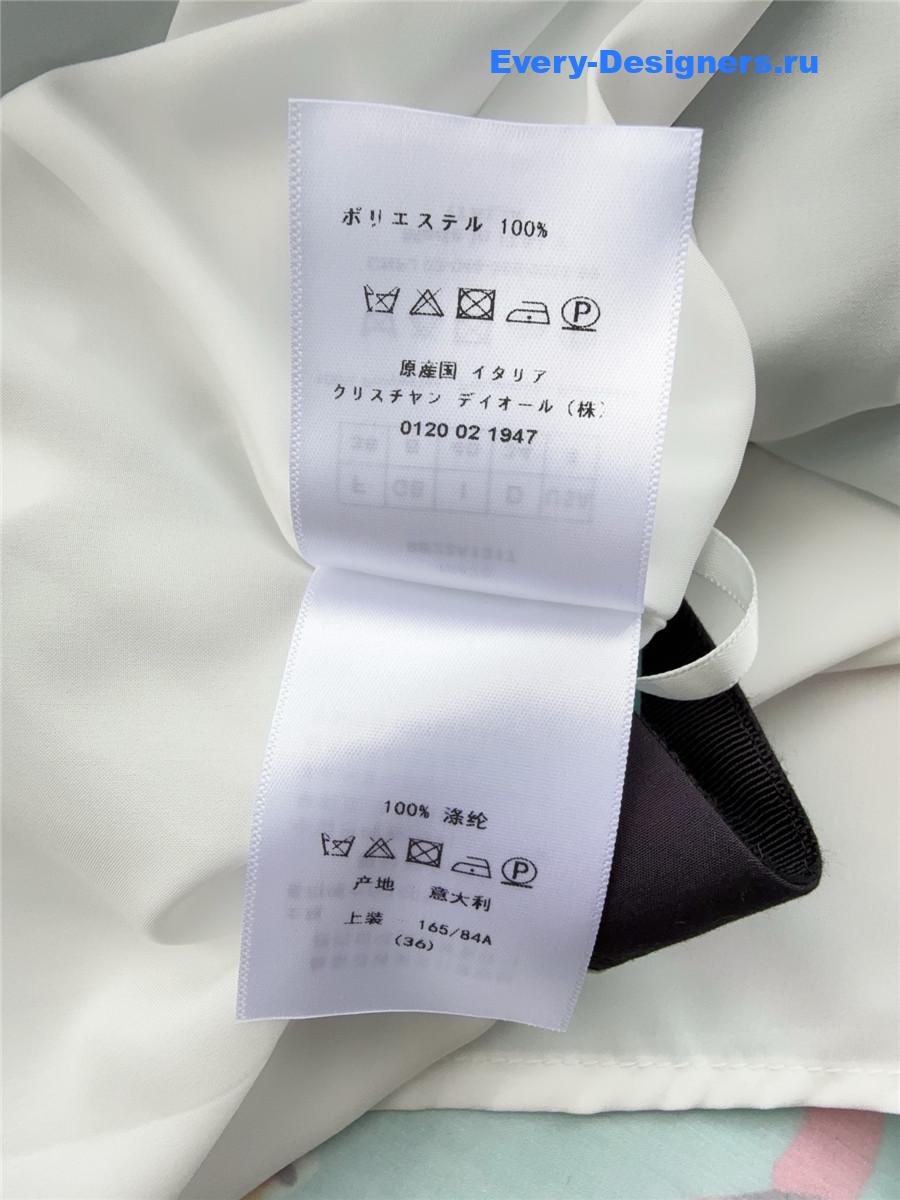 Every-Designers.ru
ポリエステル 100%
P
原産国 イタリア
クリスチヤン デイオール（株）
0120 02 1947
100% 涤纶
P
产地 意大利
上装 165/84A
(36)